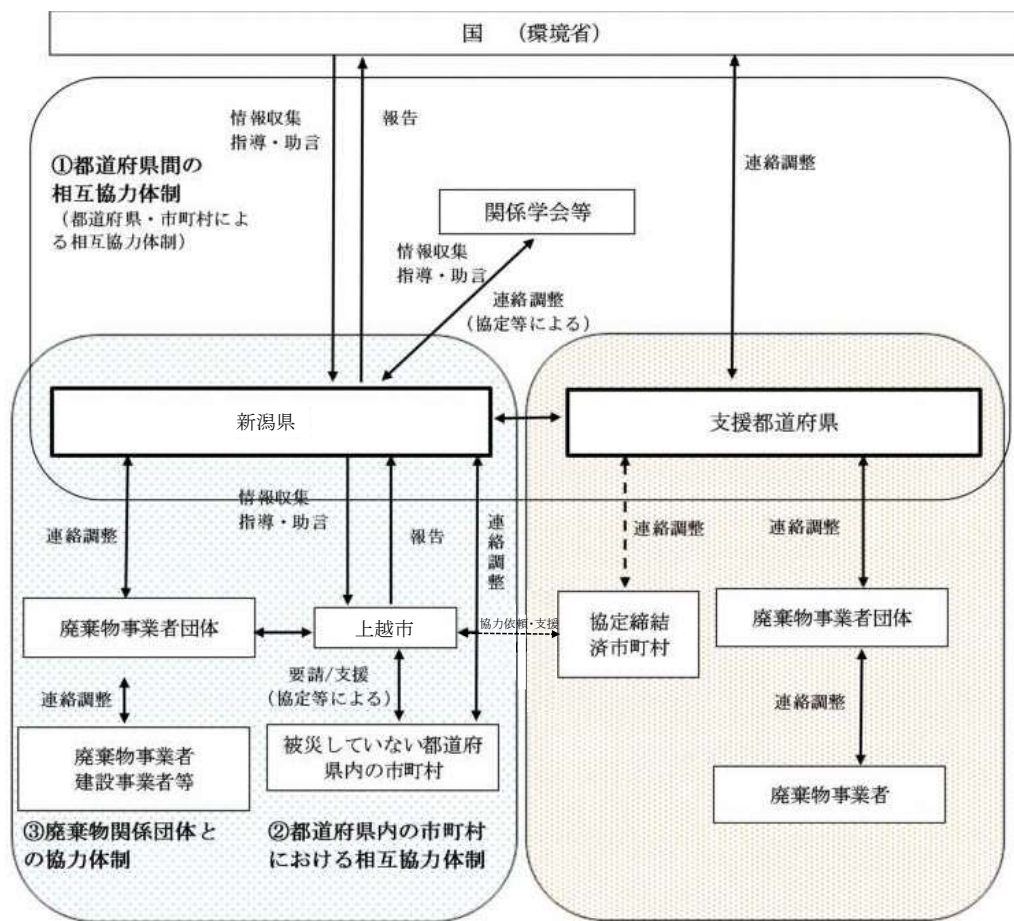 国　（環境省）
情報収集
指導・助言
報告
連絡調整
①都道府県間の
相互協力体制
（都道府県・市町村によ
る相互協力体制）
関係学会等
情報収集
指導・助言
連絡調整
（協定等による）
新潟県
支援都道府県
連絡調整
情報収集
指導・助言
報告
連絡調整
連絡調整
連絡調整
廃棄物事業者団体
上越市
協力依頼・支援
協定締結
済市町村
廃棄物事業者団体
連絡調整
要請/支援
（協定等による）
連絡調整
廃棄物事業者
建設事業者等
被災していない都道府
県内の市町村
廃棄物事業者
③廃棄物関係団体と
の協力体制
②都道府県内の市町村
における相互協力体制